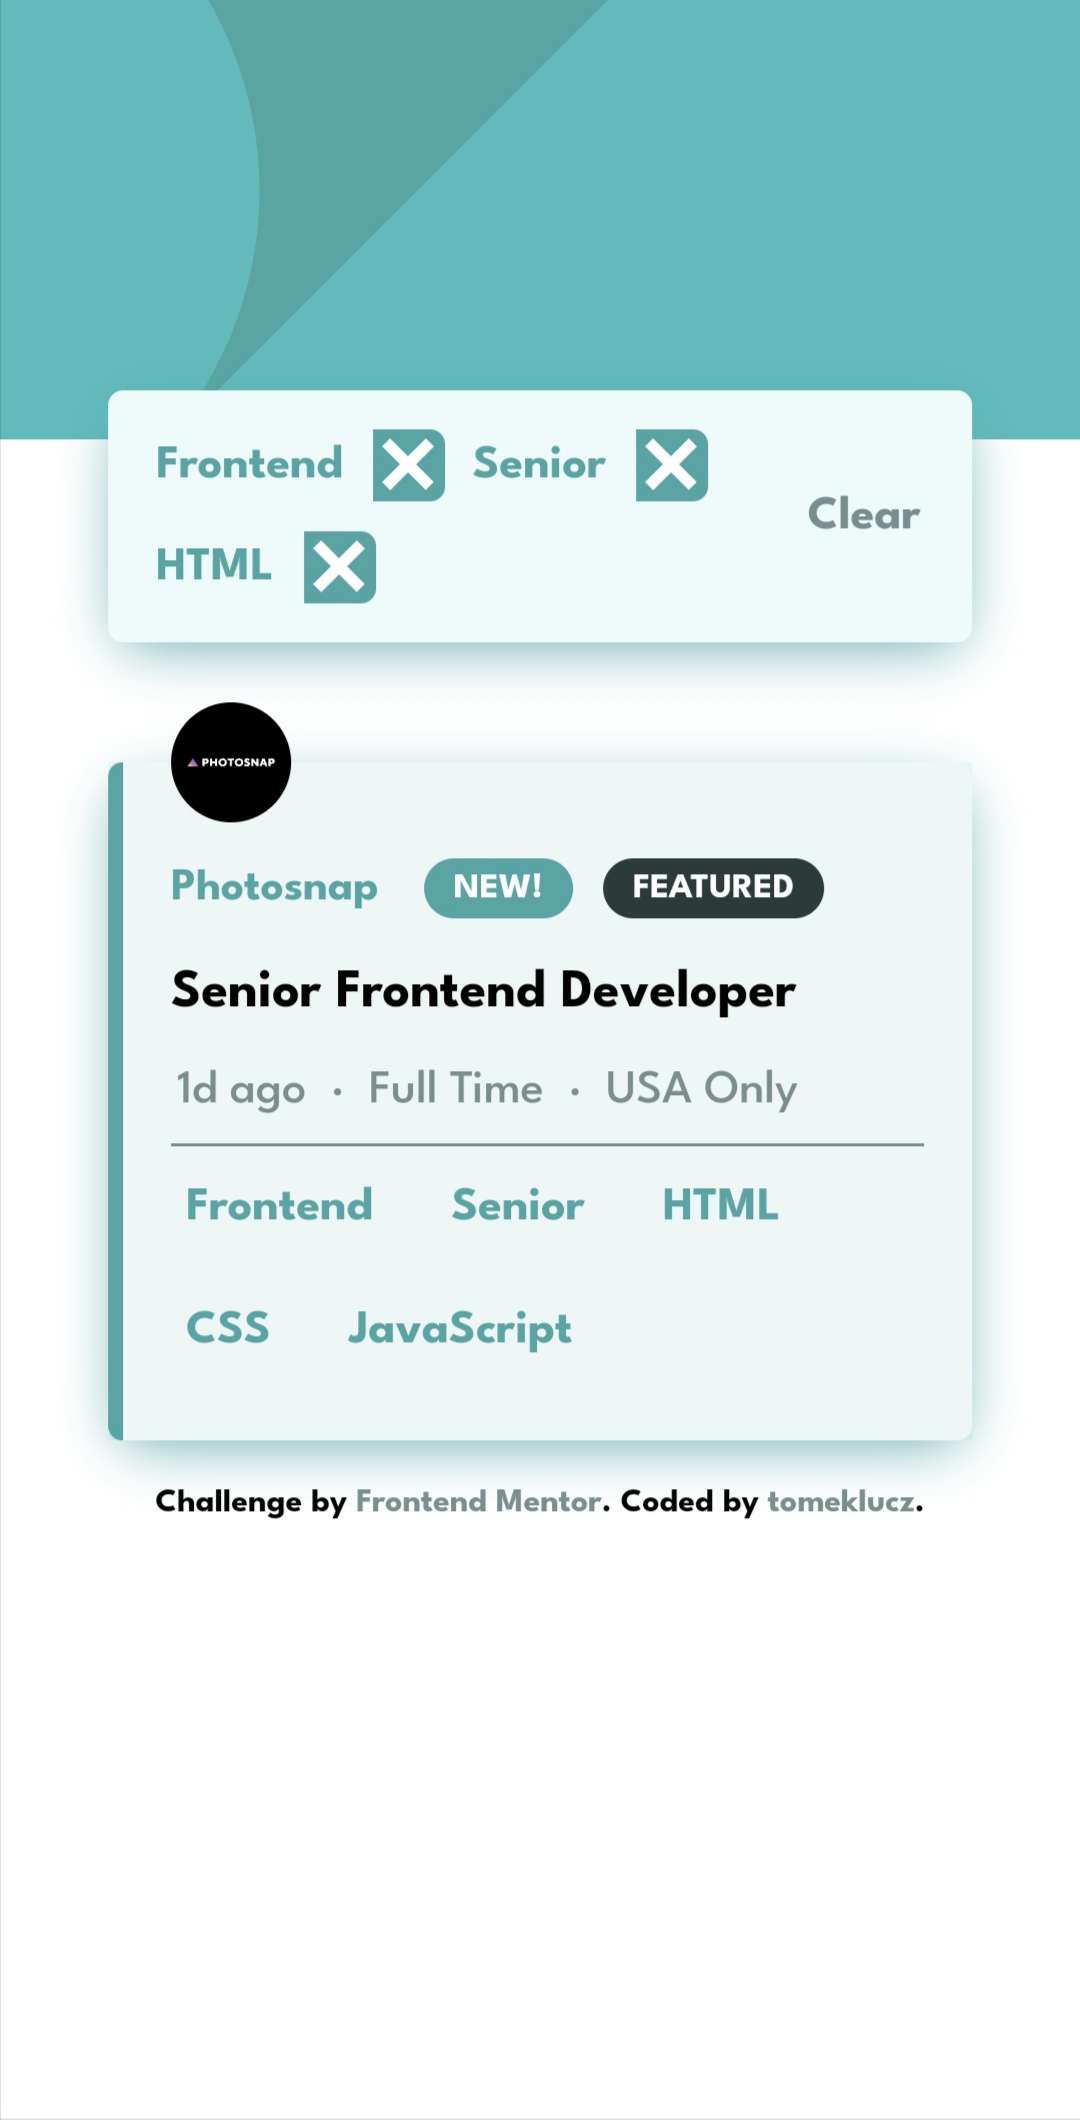 Frontend Senior
Clear
HTML
PHOTOSNAP
Photosnap NEW! FEATURED
Senior Frontend Developer
1d ago · Full Time · USA Only
Frontend Senior HTML
CSS JavaScript
Challenge by Frontend Mentor. Coded by tomeklucz.